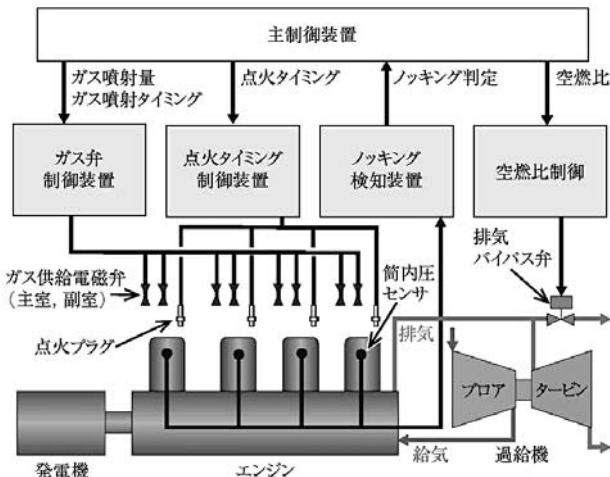 主制御装置
ガス噴射量
ガス噴射タイミング
点火タイミング
ノッキング判定
空燃比
ガス弁
制御装置
点火タイミング
制御装置
ノッキング
検知装置
空燃比制御
排気
バイパス弁
ガス供給電磁弁
(主室，副室)
筒内圧
センサ
点火プラグ
排気
ブロア
タービン
給気
過給機
発電機
エンジン